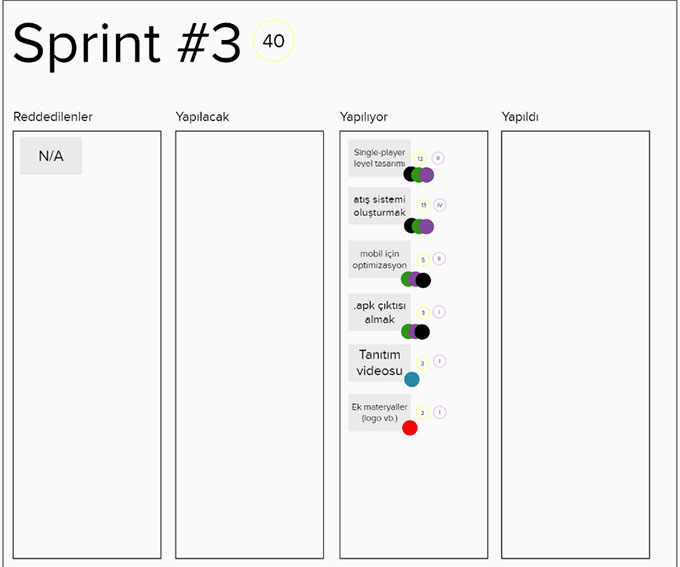 Sprint #3 40
Reddedilenler
Yapılacak
Yapılıyor
Yapıldı
N/A
Single-player
level tasarımı
13
II
atış sistemi
oluşturmak
13
IV
mobil için
optimizasyon
5
II
.apk çıktısı
almak
3
I
Tanıtım
videosu
3
I
Ek materyaller
(logo vb.)
3
I